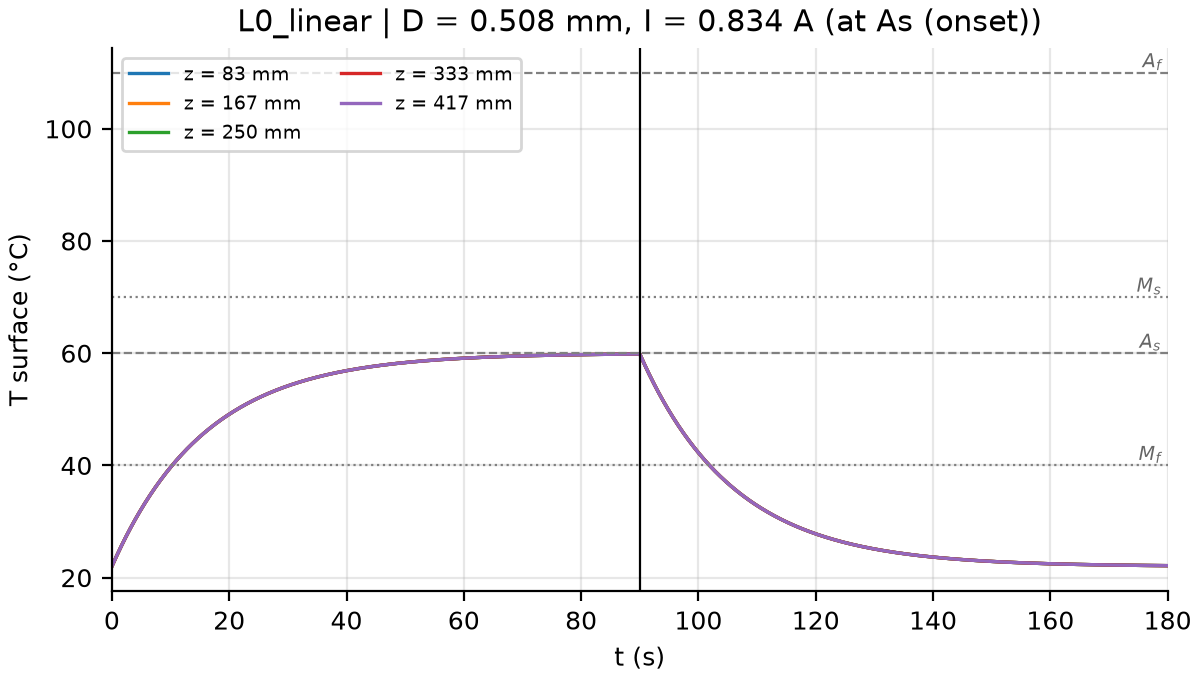 L0_linear | D = 0.508 mm, I = 0.834 A (at As (onset))
z = 83 mm
z = 167 mm
z = 250 mm
z = 333 mm
z = 417 mm
A_f
M_s
A_s
M_f
T surface (°C)
100
80
60
40
20
0 20 40 60 80 100 120 140 160 180
t (s)